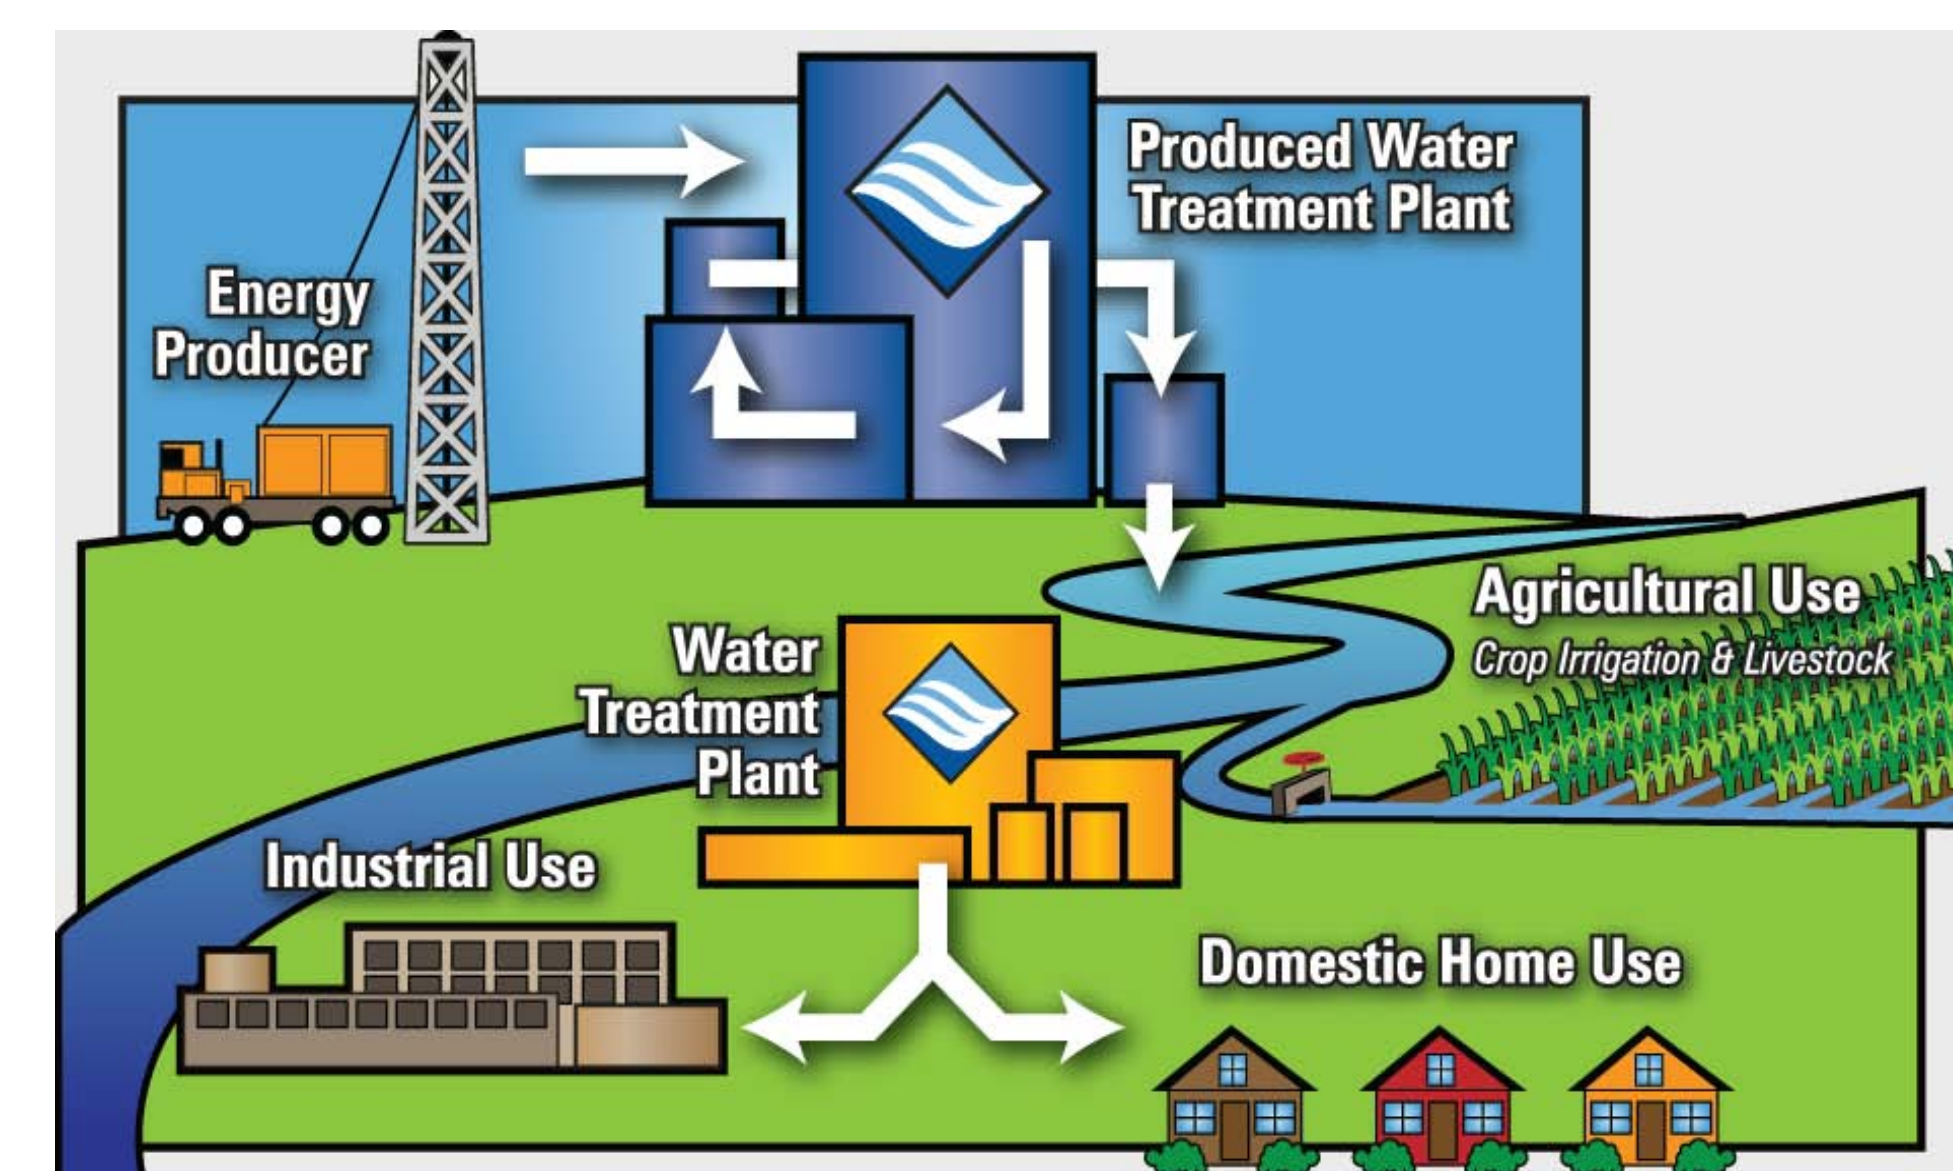 Produced Water
Treatment Plant
Energy
Producer
Agricultural Use
Crop Irrigation & Livestock
Water
Treatment
Plant
Industrial Use
Domestic Home Use